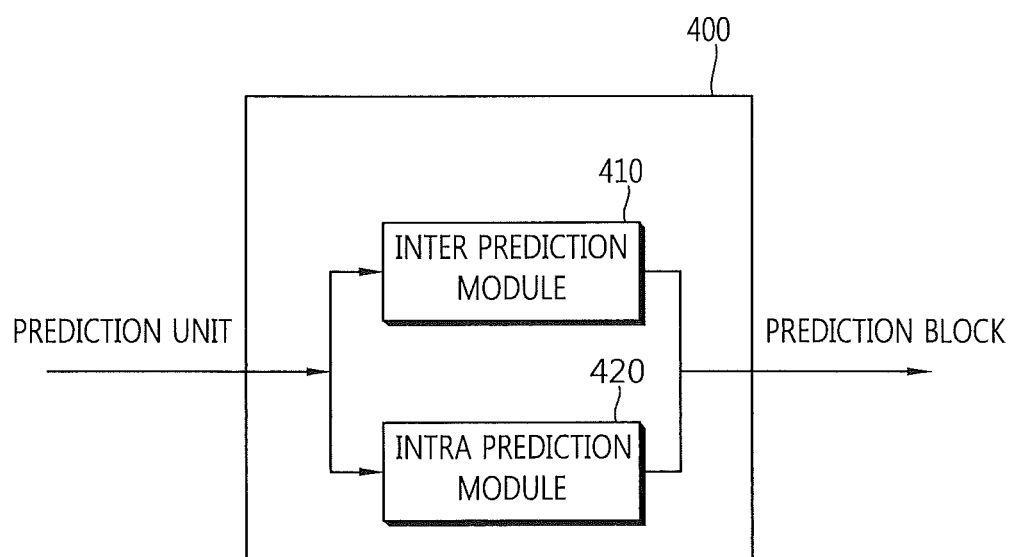 400
410
INTER PREDICTION
MODULE
PREDICTION UNIT
PREDICTION BLOCK
420
INTRA PREDICTION
MODULE